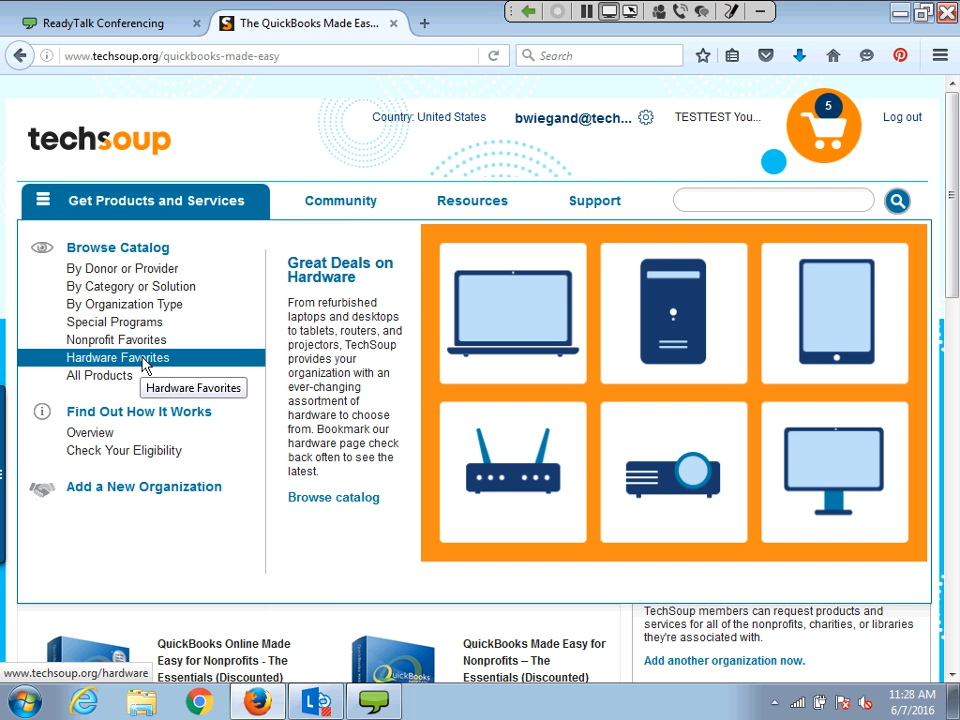 ReadyTalk Conferencing
The QuickBooks Made Eas...
www.techsoup.org/quickbooks-made-easy
Search
Country: United States
bwiegand@tech...
TESTTEST You...
5
Log out
techsoup
Get Products and Services
Community
Resources
Support
Browse Catalog
By Donor or Provider
By Category or Solution
By Organization Type
Special Programs
Nonprofit Favorites
Hardware Favorites
All Products
Hardware Favorites
Find Out How It Works
Overview
Check Your Eligibility
Add a New Organization
Great Deals on
Hardware
From refurbished
laptops and desktops
to tablets, routers, and
projectors, TechSoup
provides your
organization with an
ever-changing
assortment of
hardware to choose
from. Bookmark our
hardware page check
back often to see the
latest.
Browse catalog
QuickBooks Online Made
Easy for Nonprofits - The
Essentials (Discounted)
QuickBooks Made Easy for
Nonprofits – The
Essentials (Discounted)
TechSoup members can request products and
services for all of the nonprofits, charities, or libraries
they're associated with.
Add another organization now.
www.techsoup.org/hardware
11:28 AM
6/7/2016